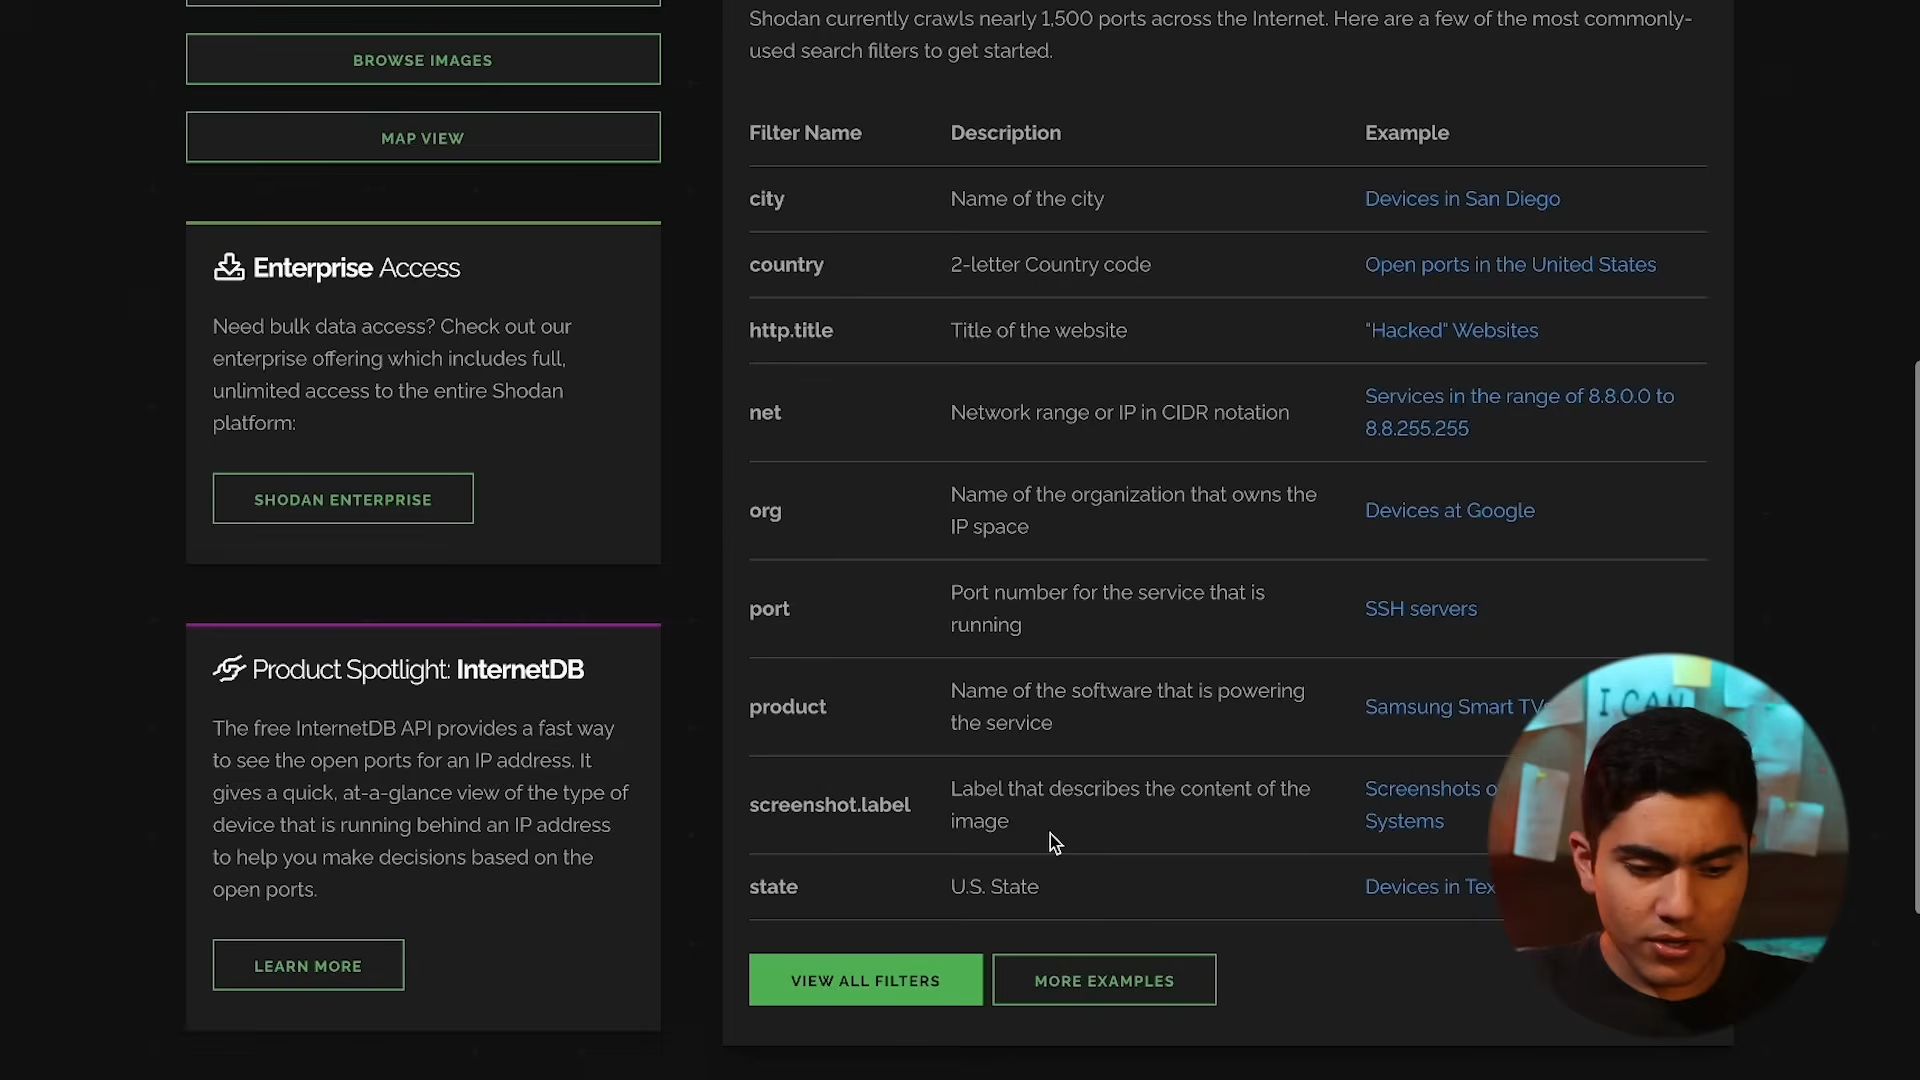 BROWSE IMAGES
MAP VIEW
Enterprise Access
Need bulk data access? Check out our
enterprise offering which includes full,
unlimited access to the entire Shodan
platform:
SHODAN ENTERPRISE
Product Spotlight: InternetDB
The free InternetDB API provides a fast way
to see the open ports for an IP address. It
gives a quick, at-a-glance view of the type of
device that is running behind an IP address
to help you make decisions based on the
open ports.
LEARN MORE
Shodan currently crawls nearly 1,500 ports across the Internet. Here are a few of the most commonly-
used search filters to get started.
Filter Name Description Example
city Name of the city Devices in San Diego
country 2-letter Country code Open ports in the United States
http.title Title of the website "Hacked" Websites
net Network range or IP in CIDR notation Services in the range of 8.8.0.0 to
8.8.255.255
org Name of the organization that owns the
IP space Devices at Google
port Port number for the service that is
running SSH servers
product Name of the software that is powering
the service Samsung Smart TV
screenshot.label Label that describes the content of the
image Screenshots
Systems
state U.S. State Devices in Tex
VIEW ALL FILTERS MORE EXAMPLES
I CAN